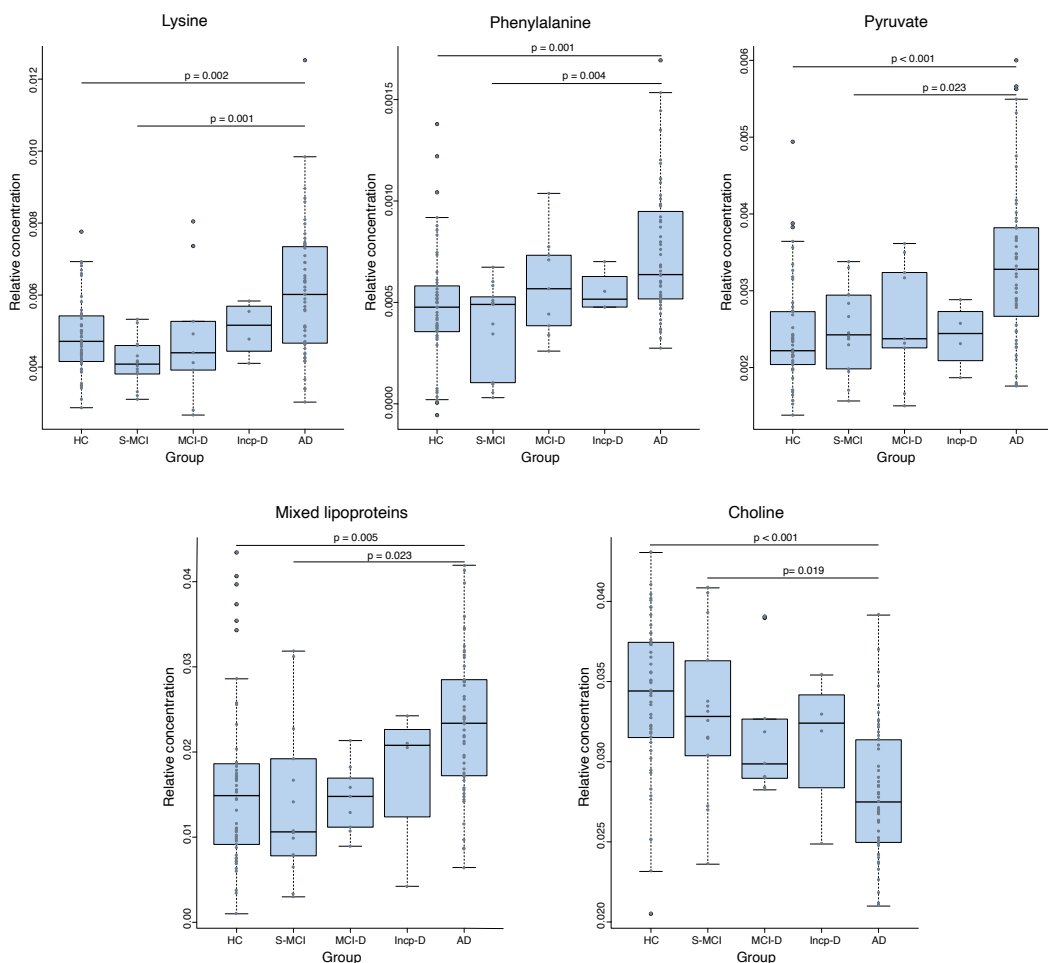 Lysine
Phenylalanine
Pyruvate
p = 0.002
p = 0.001
p = 0.001
p = 0.004
p < 0.001
p = 0.023
Relative concentration
0.004
0.006
0.008
0.010
0.012
Relative concentration
0.0000
0.0005
0.0010
0.0015
Relative concentration
0.002
0.003
0.004
0.005
0.006
HC S-MCI MCI-D Incp-D AD
Group
HC S-MCI MCI-D Incp-D AD
Group
HC S-MCI MCI-D Incp-D AD
Group
Mixed lipoproteins
Choline
p = 0.005
p = 0.023
p < 0.001
p= 0.019
Relative concentration
0.00
0.01
0.02
0.03
0.04
Relative concentration
0.020
0.025
0.030
0.035
0.040
HC S-MCI MCI-D Incp-D AD
Group
HC S-MCI MCI-D Incp-D AD
Group